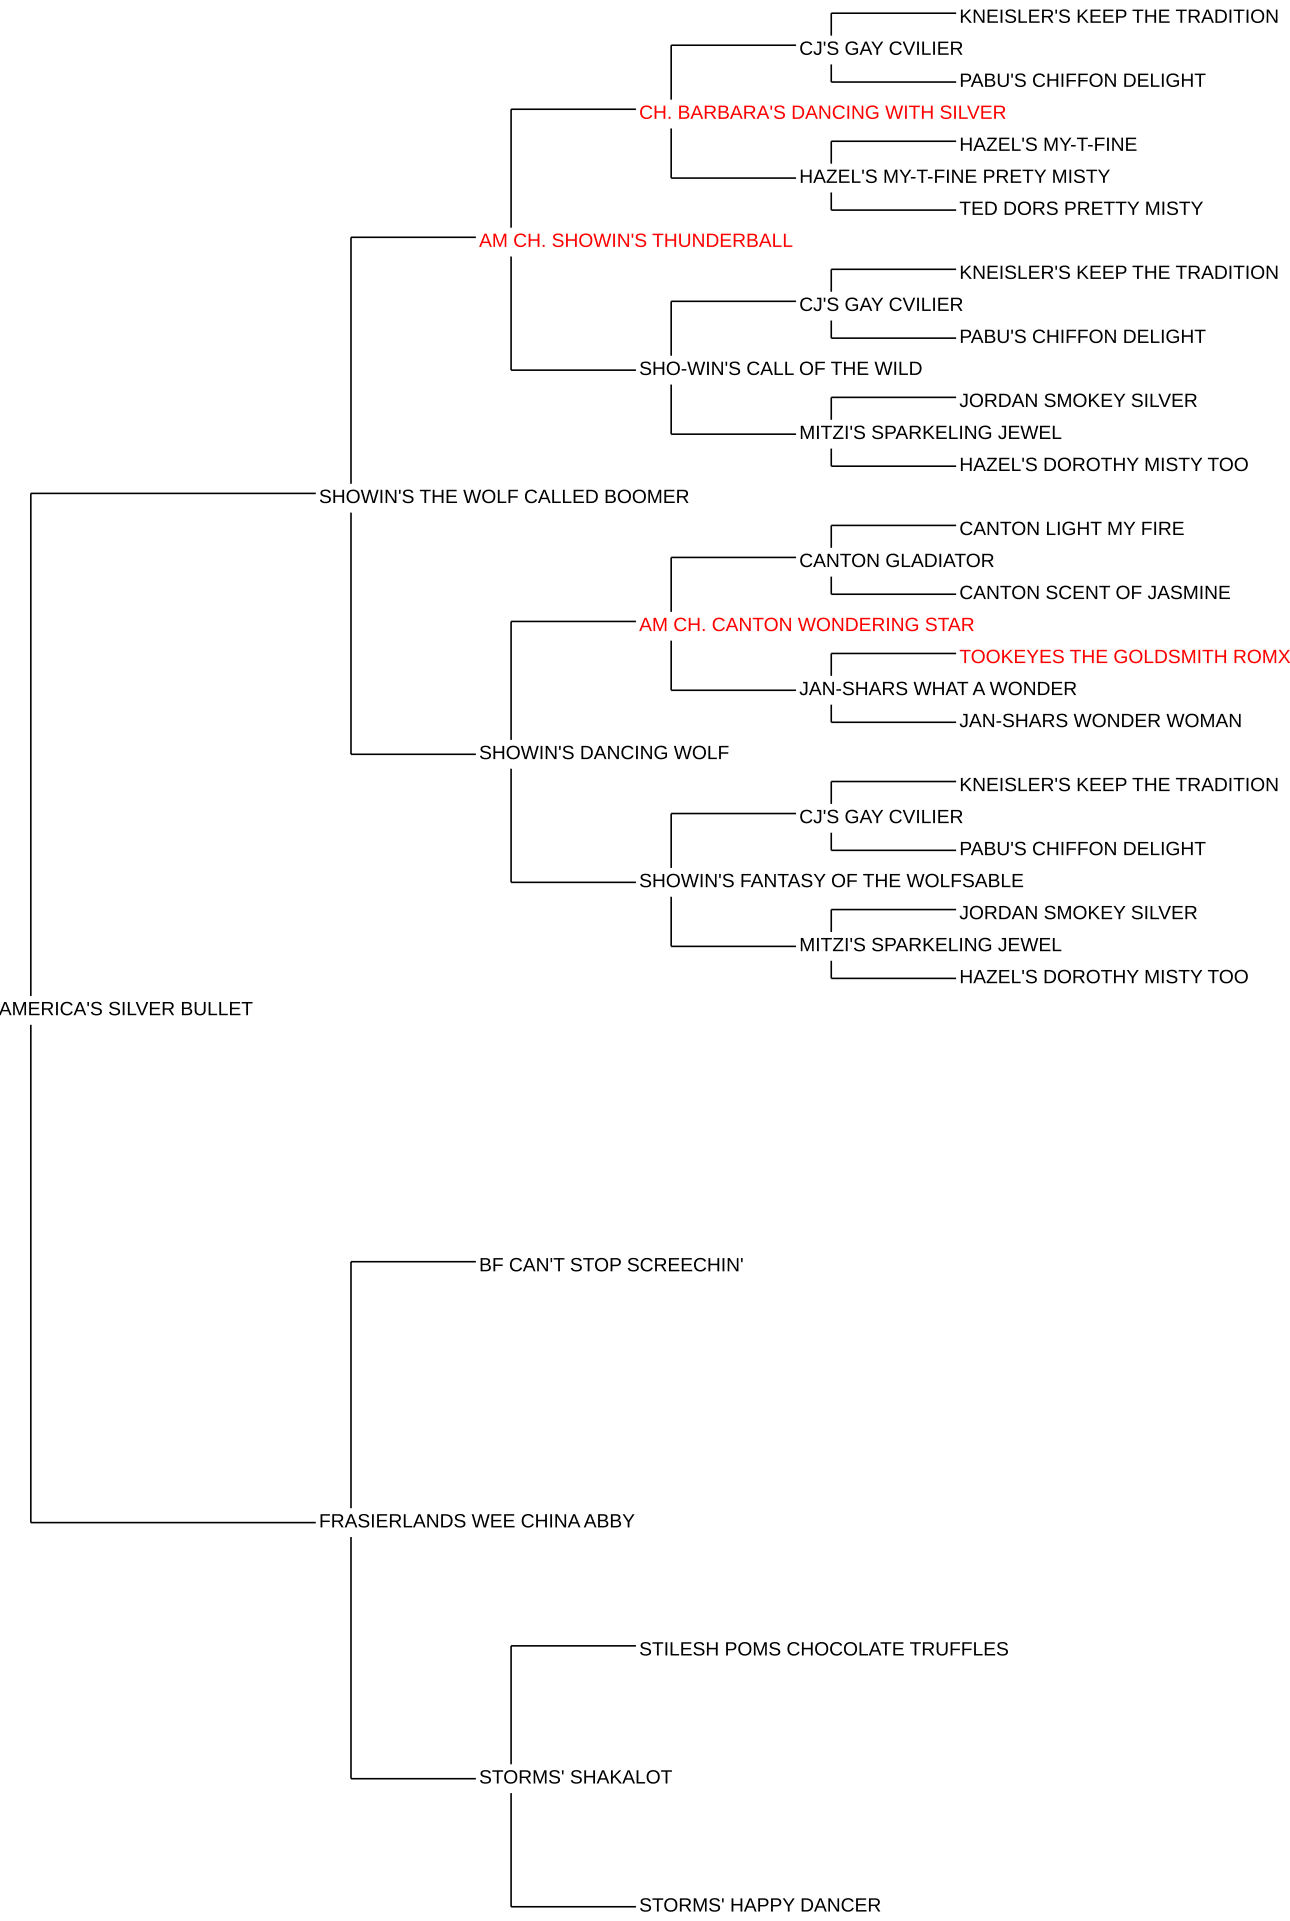 KNEISLER'S KEEP THE TRADITION
CJ'S GAY CVILIER
PABU'S CHIFFON DELIGHT
CH. BARBARA'S DANCING WITH SILVER
HAZEL'S MY-T-FINE
HAZEL'S MY-T-FINE PRETY MISTY
TED DORS PRETTY MISTY
AM CH. SHOWIN'S THUNDERBALL
KNEISLER'S KEEP THE TRADITION
CJ'S GAY CVILIER
PABU'S CHIFFON DELIGHT
SHO-WIN'S CALL OF THE WILD
JORDAN SMOKEY SILVER
MITZI'S SPARKELING JEWEL
HAZEL'S DOROTHY MISTY TOO
SHOWIN'S THE WOLF CALLED BOOMER
CANTON LIGHT MY FIRE
CANTON GLADIATOR
CANTON SCENT OF JASMINE
AM CH. CANTON WONDERING STAR
TOOKEYES THE GOLDSMITH ROMX
JAN-SHARS WHAT A WONDER
JAN-SHARS WONDER WOMAN
SHOWIN'S DANCING WOLF
KNEISLER'S KEEP THE TRADITION
CJ'S GAY CVILIER
PABU'S CHIFFON DELIGHT
SHOWIN'S FANTASY OF THE WOLFSABLE
JORDAN SMOKEY SILVER
MITZI'S SPARKELING JEWEL
HAZEL'S DOROTHY MISTY TOO
AMERICA'S SILVER BULLET
BF CAN'T STOP SCREECHIN'
FRASIERLANDS WEE CHINA ABBY
STILESH POMS CHOCOLATE TRUFFLES
STORMS' SHAKALOT
STORMS' HAPPY DANCER